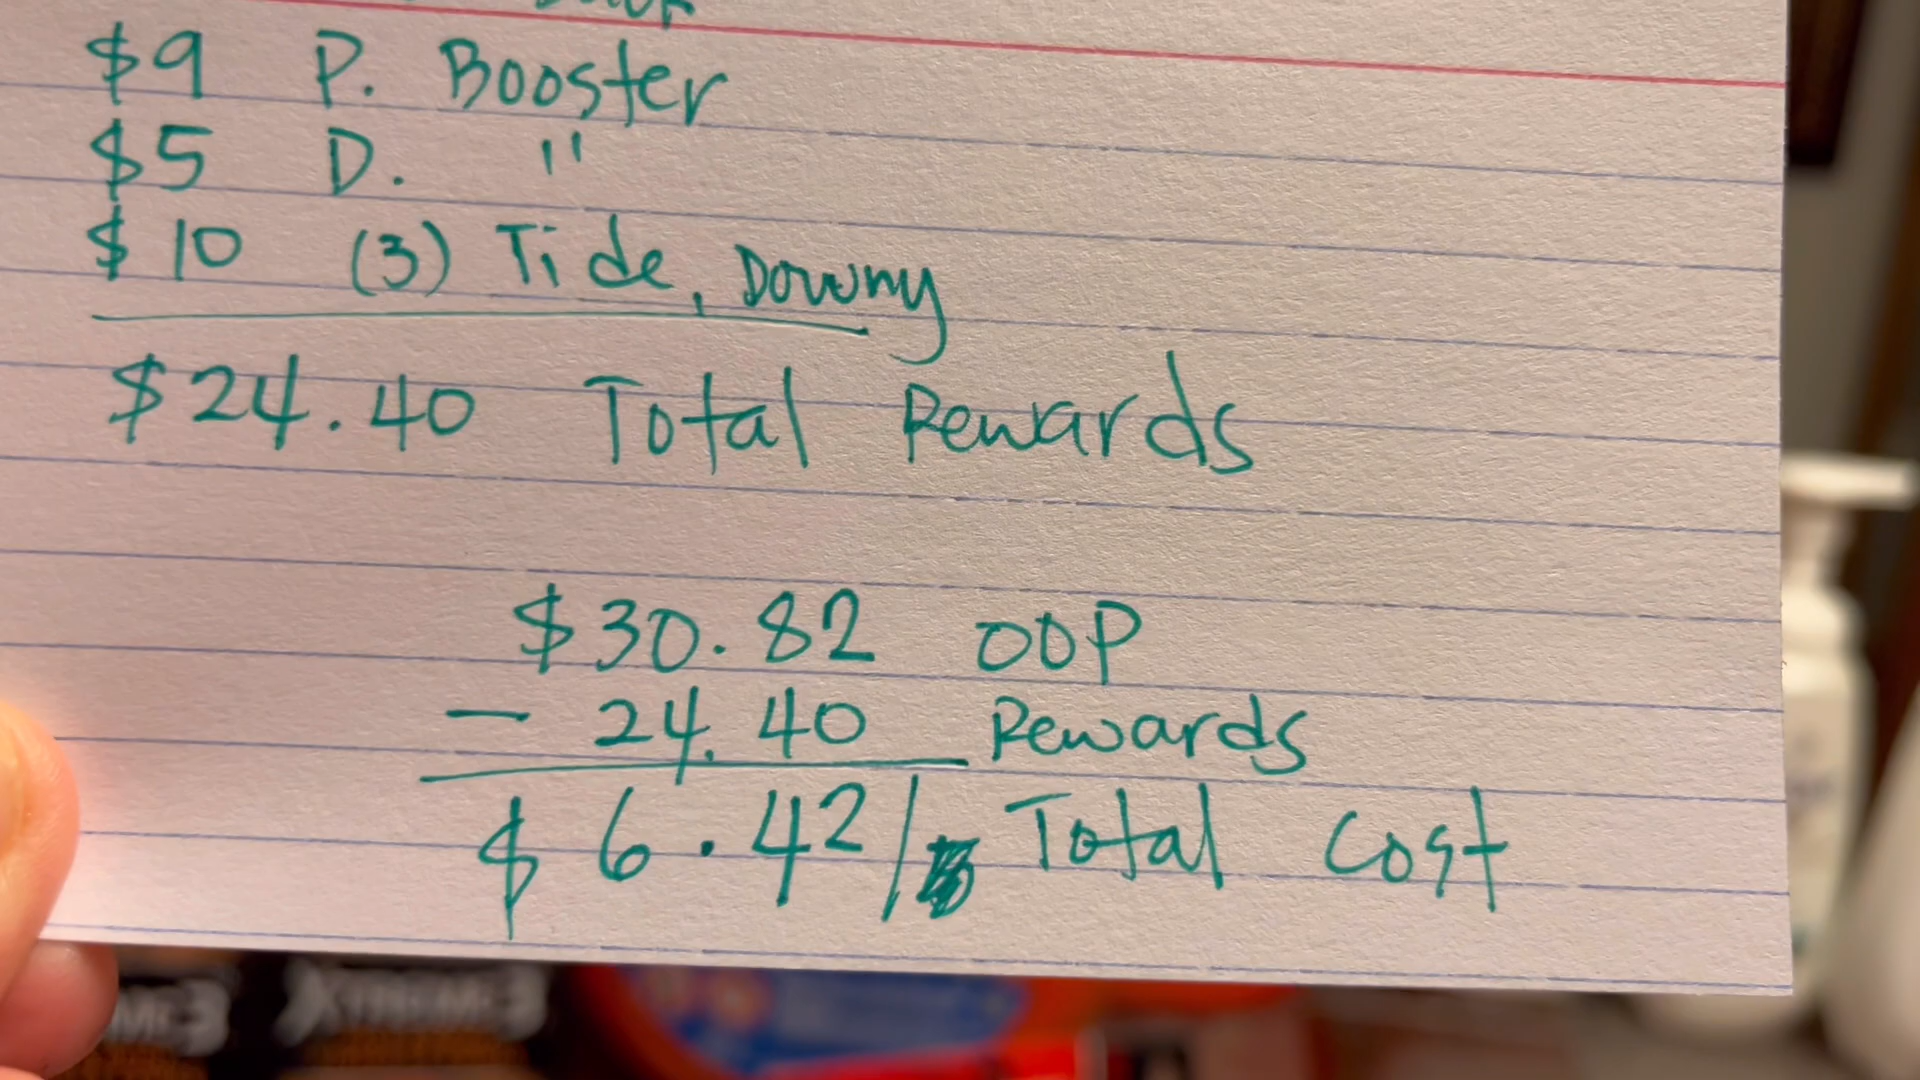 $9 P. Booster
$5 D. "
$10 (3) Tide, Downy
$24.40 Total Rewards
$30.82 OOP
- 24.40 Rewards
$6.42/ Total Cost
XTREME3